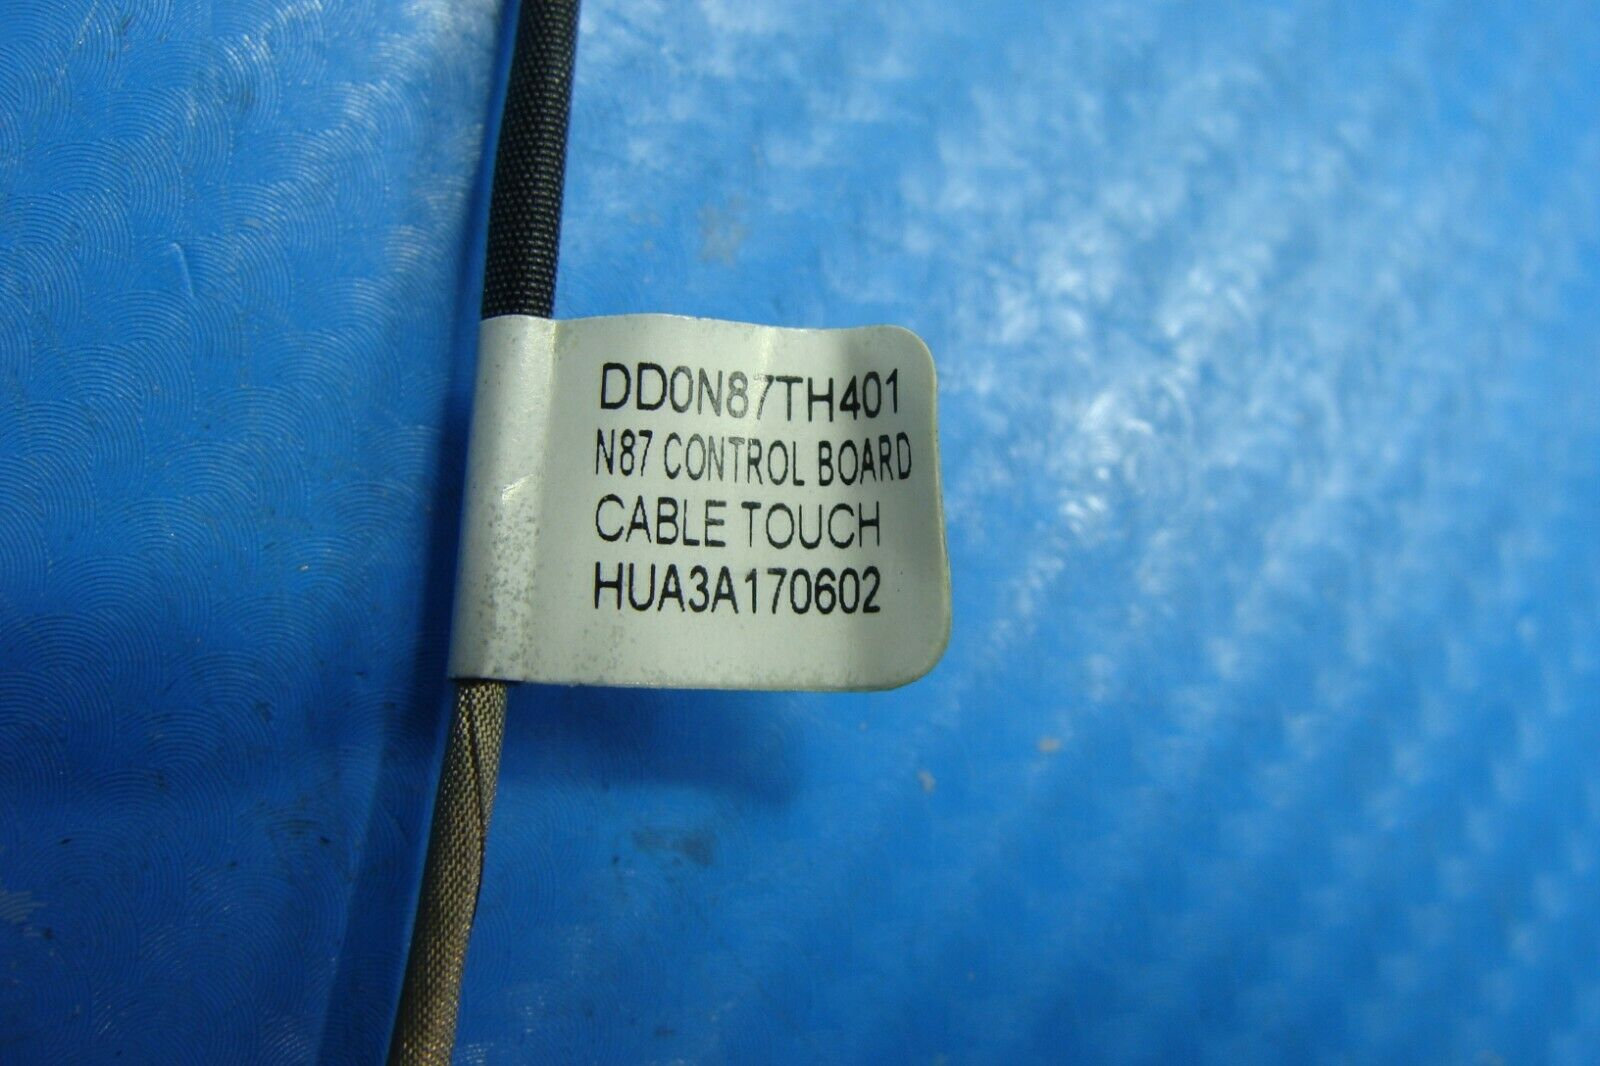 DD0N87TH401
N87 CONTROL BOARD
CABLE TOUCH
HUA3A170602